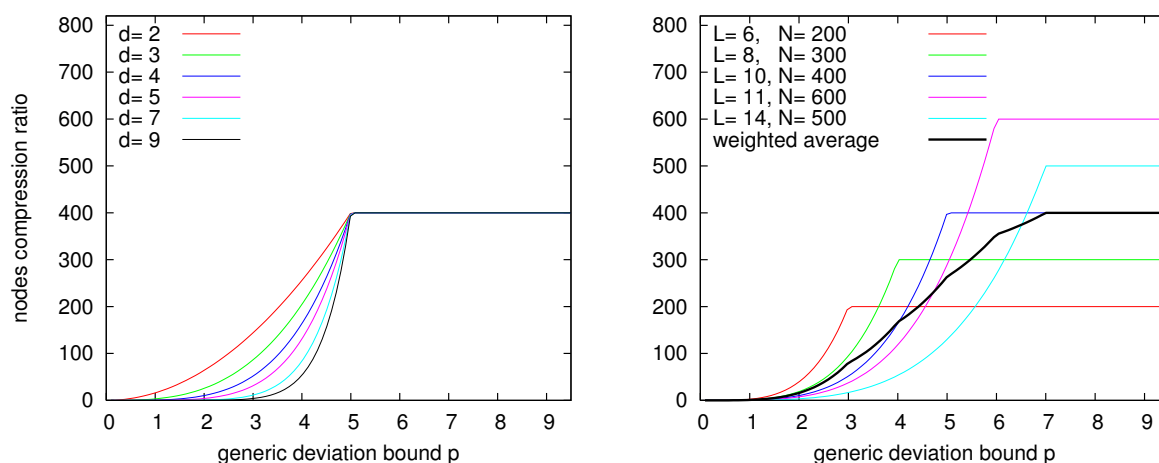 nodes compression ratio
800
700
600
500
400
300
200
100
0
d= 2
d= 3
d= 4
d= 5
d= 7
d= 9
0 1 2 3 4 5 6 7 8 9
generic deviation bound p
800
700
600
500
400
300
200
100
0
L= 6, N= 200
L= 8, N= 300
L= 10, N= 400
L= 11, N= 600
L= 14, N= 500
weighted average
0 1 2 3 4 5 6 7 8 9
generic deviation bound p